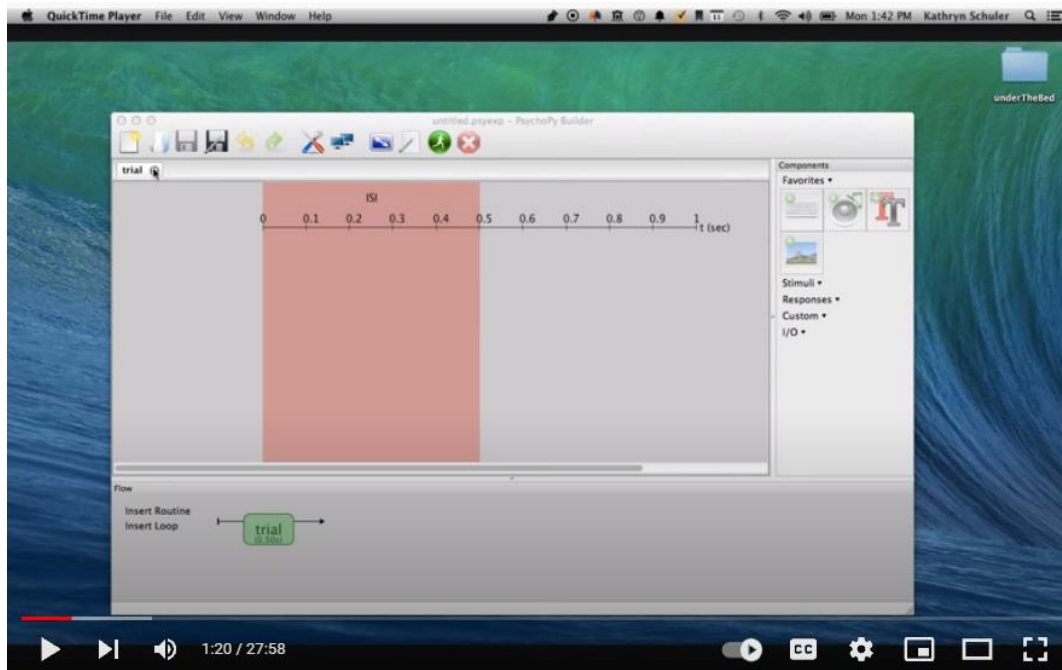 QuickTime Player File Edit View Window Help 11 Mon 1:42 PM Kathryn Schuler
underTheBed
untitled.psyexp - PsychoPy Builder
trial
Components
Favorites
ISI
0 0.1 0.2 0.3 0.4 0.5 0.6 0.7 0.8 0.9 1 t (sec)
Stimuli
Responses
Custom
I/O
Flow
Insert Routine
Insert Loop
trial
(0.50s)
1:20 / 27:58
CC